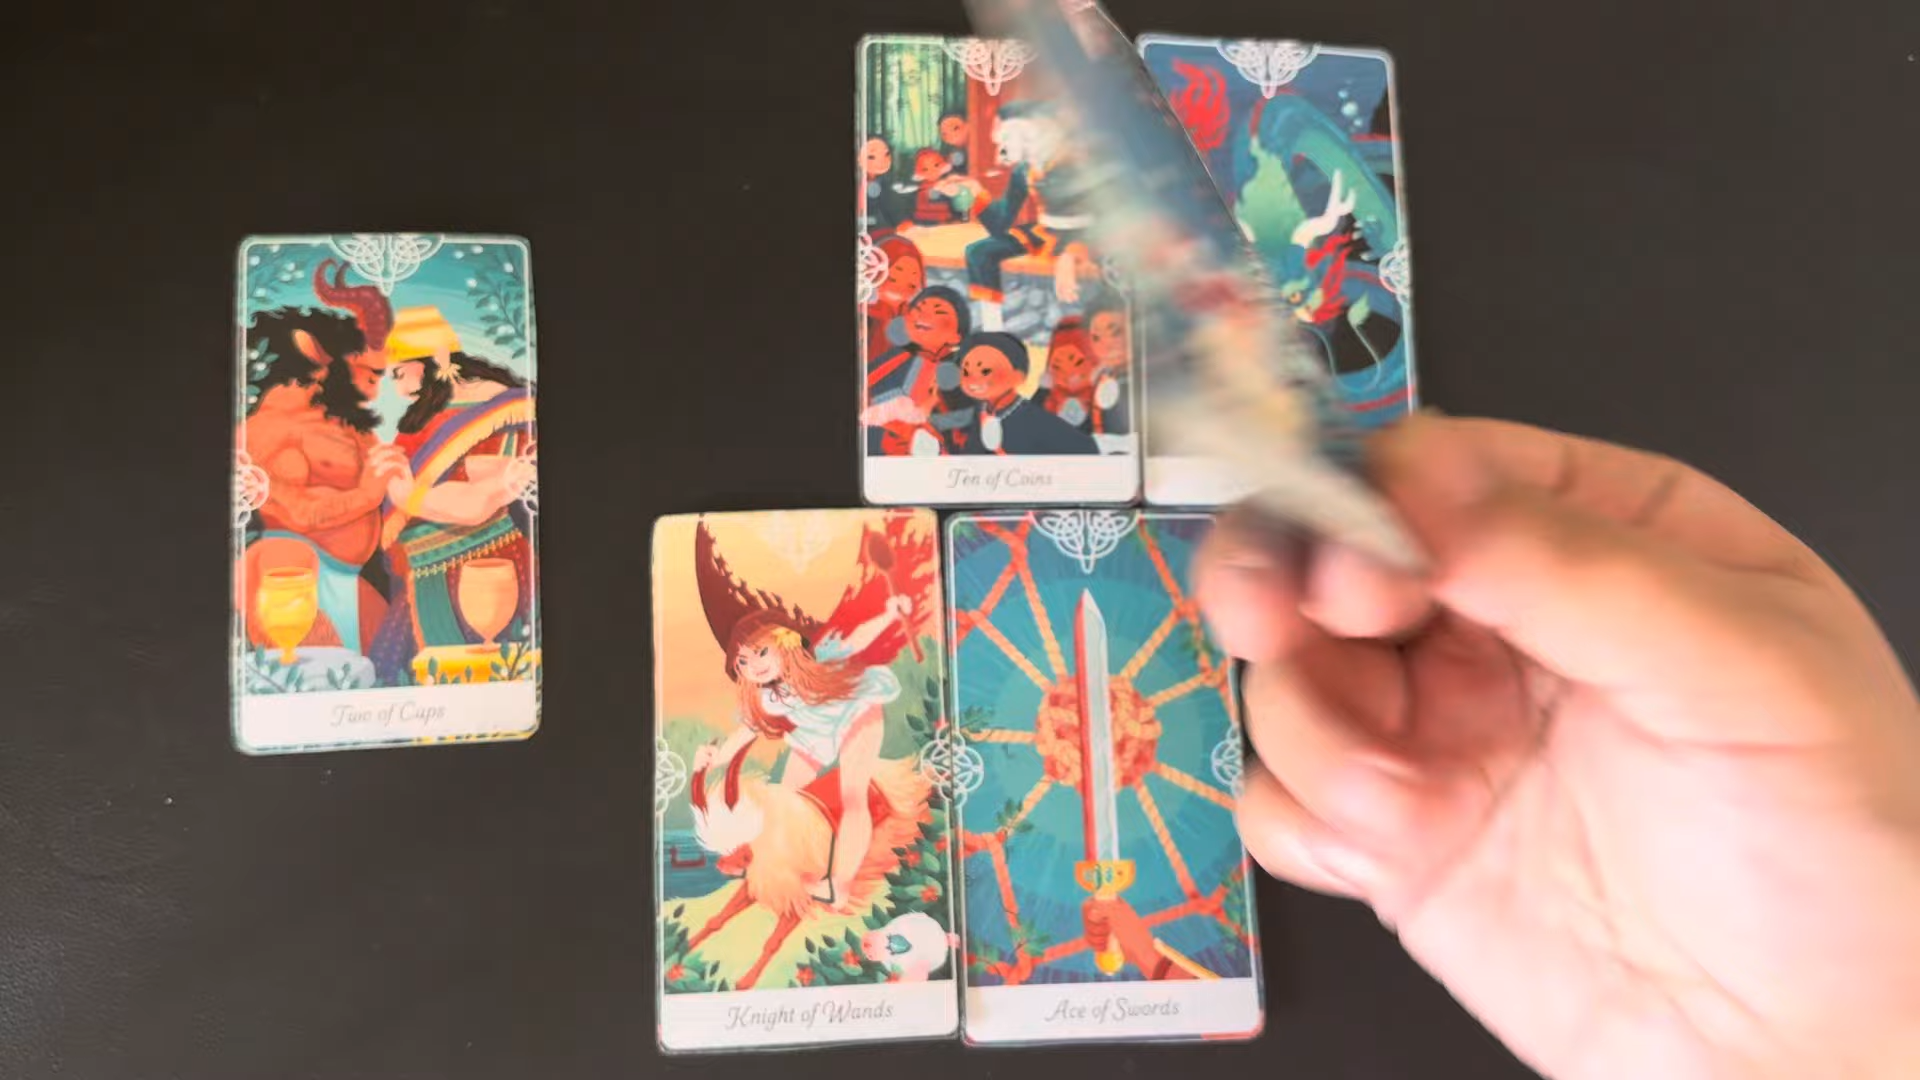 Ten of Coins
Two of Cups
Knight of Wands
Ace of Swords